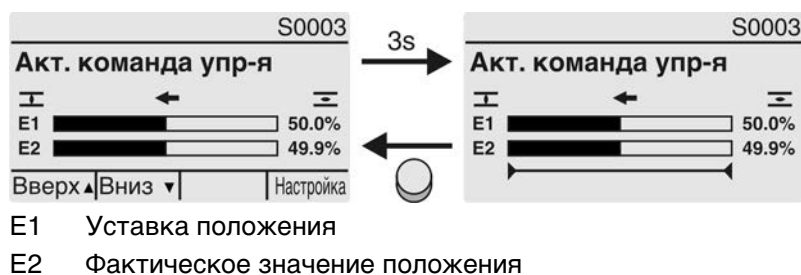 S0003
Акт. команда упр-я
E1 50.0%
E2 49.9%
Вверх▲ Вниз ▼ Настройка
3s
S0003
Акт. команда упр-я
E1 50.0%
E2 49.9%
E1 Уставка положения
E2 Фактическое значение положения